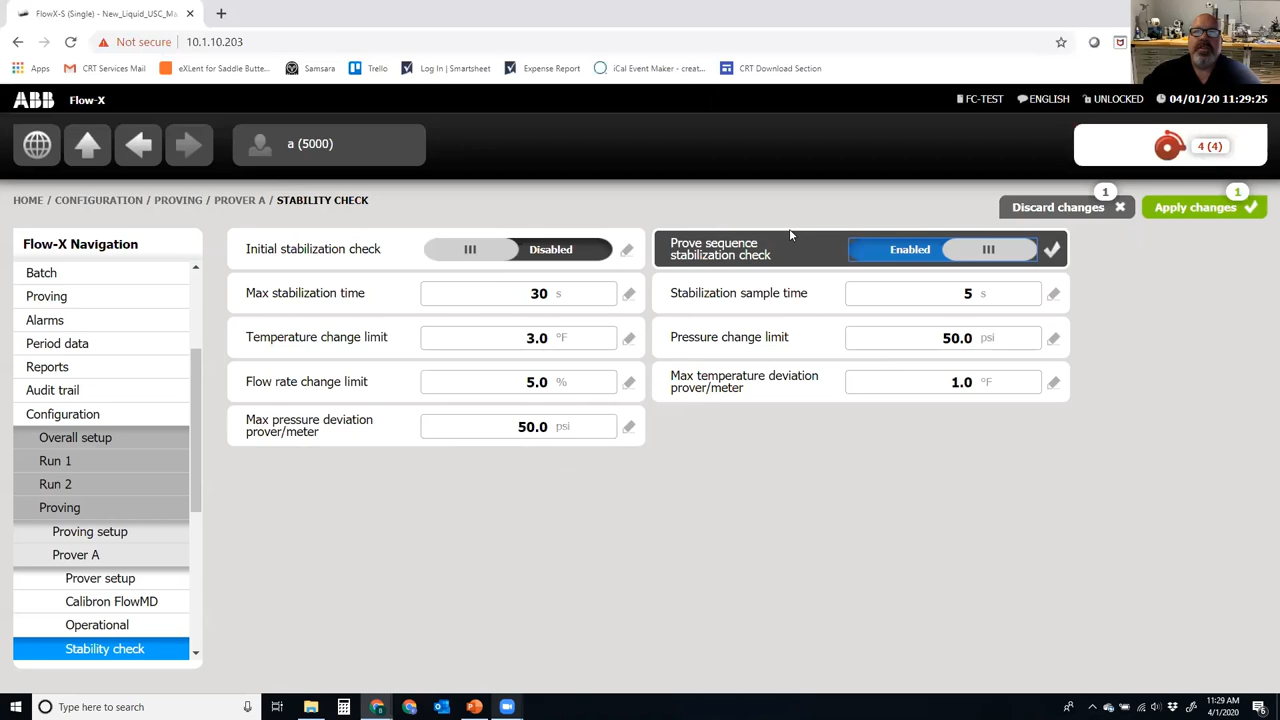 FlowX-S (Single) - New_Liquid_USC_M
Not secure
10.1.10.203
Apps
CRT Services Mail
eXLent for Saddle Butte...
Samsara
Trello
Log In | Smartsheet
Expense Report
iCal Event Maker - creat...
CRT Download Section
ABB
Flow-X
FC-TEST
ENGLISH
UNLOCKED
04/01/20 11:29:25
a (5000)
4 (4)
HOME / CONFIGURATION / PROVING / PROVER A / STABILITY CHECK
1
Discard changes
1
Apply changes
Flow-X Navigation
Batch
Proving
Alarms
Period data
Reports
Audit trail
Configuration
Overall setup
Run 1
Run 2
Proving
Proving setup
Prover A
Prover setup
Calibron FlowMD
Operational
Stability check
Initial stabilization check
Disabled
Prove sequence
stabilization check
Enabled
Max stabilization time
30 s
Stabilization sample time
5 s
Temperature change limit
3.0 °F
Pressure change limit
50.0 psi
Flow rate change limit
5.0 %
Max temperature deviation
prover/meter
1.0 °F
Max pressure deviation
prover/meter
50.0 psi
Type here to search
11:29 AM
4/1/2020
6